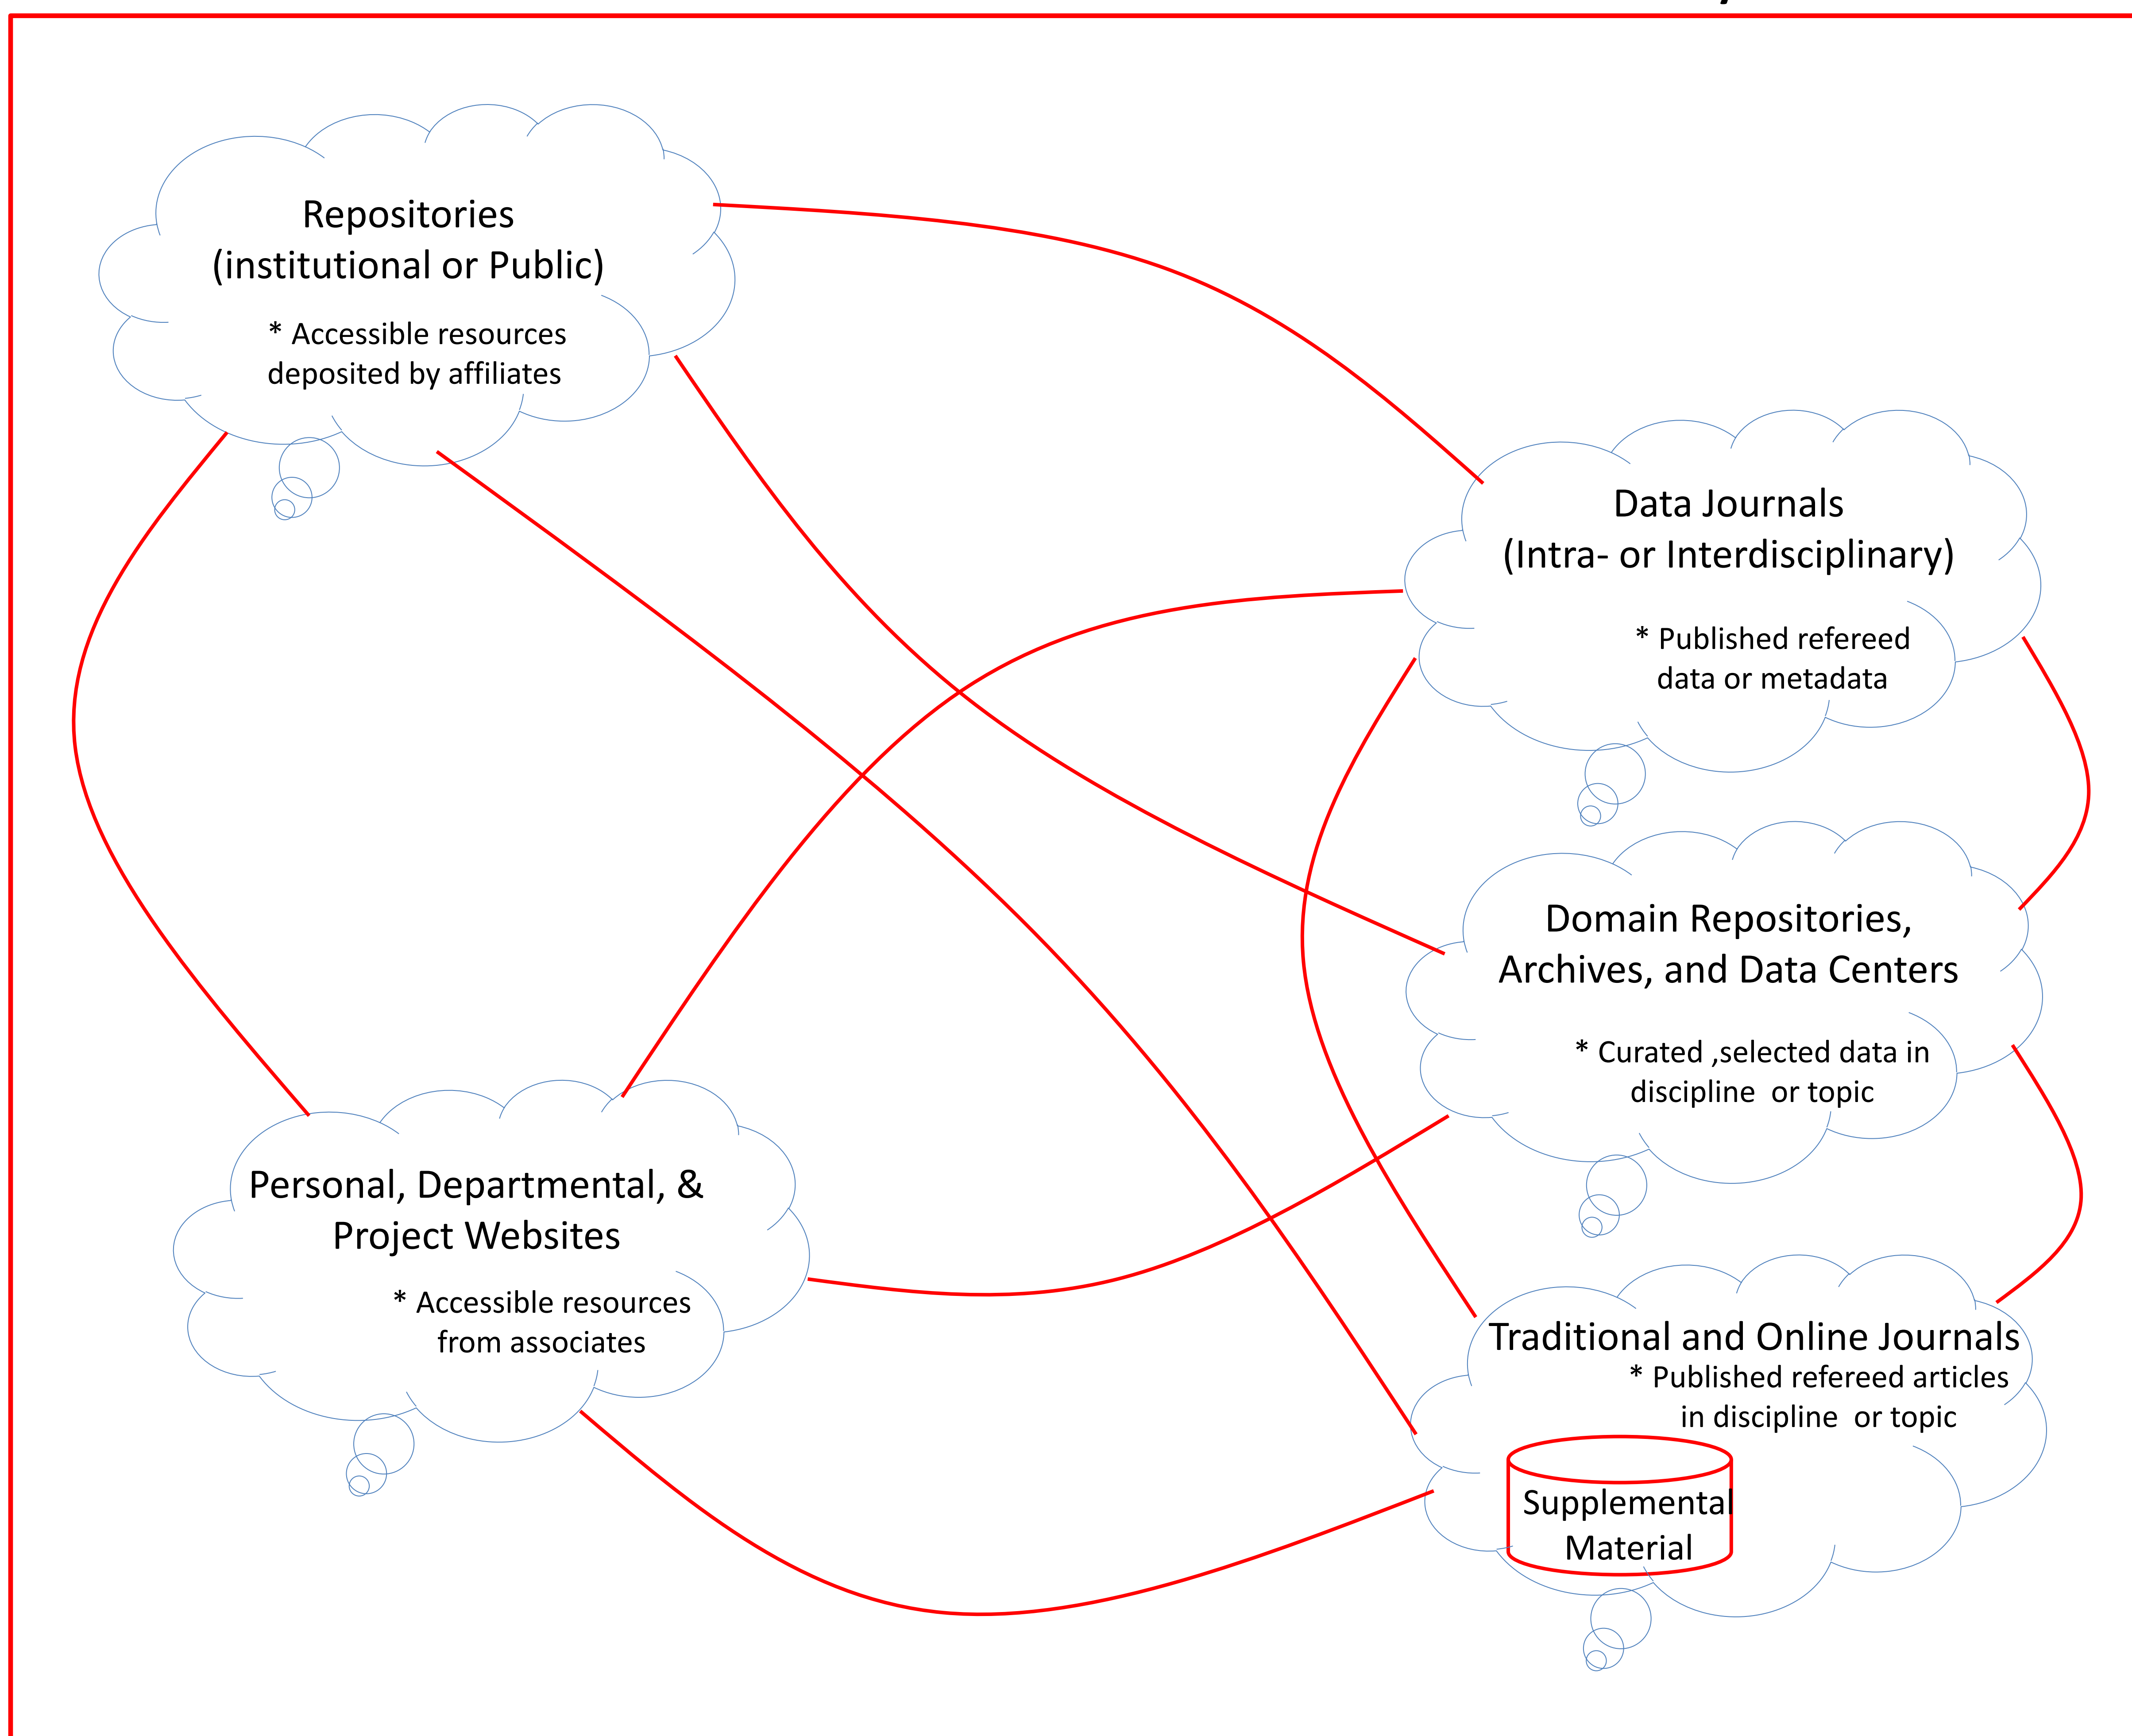 Repositories
(institutional or Public)
* Accessible resources
deposited by affiliates
Data Journals
(Intra- or Interdisciplinary)
* Published refereed
data or metadata
Domain Repositories,
Archives, and Data Centers
* Curated ,selected data in
discipline  or topic
Personal, Departmental, &
Project Websites
* Accessible resources
from associates
Traditional and Online Journals
* Published refereed articles
in discipline  or topic
Supplemental
Material